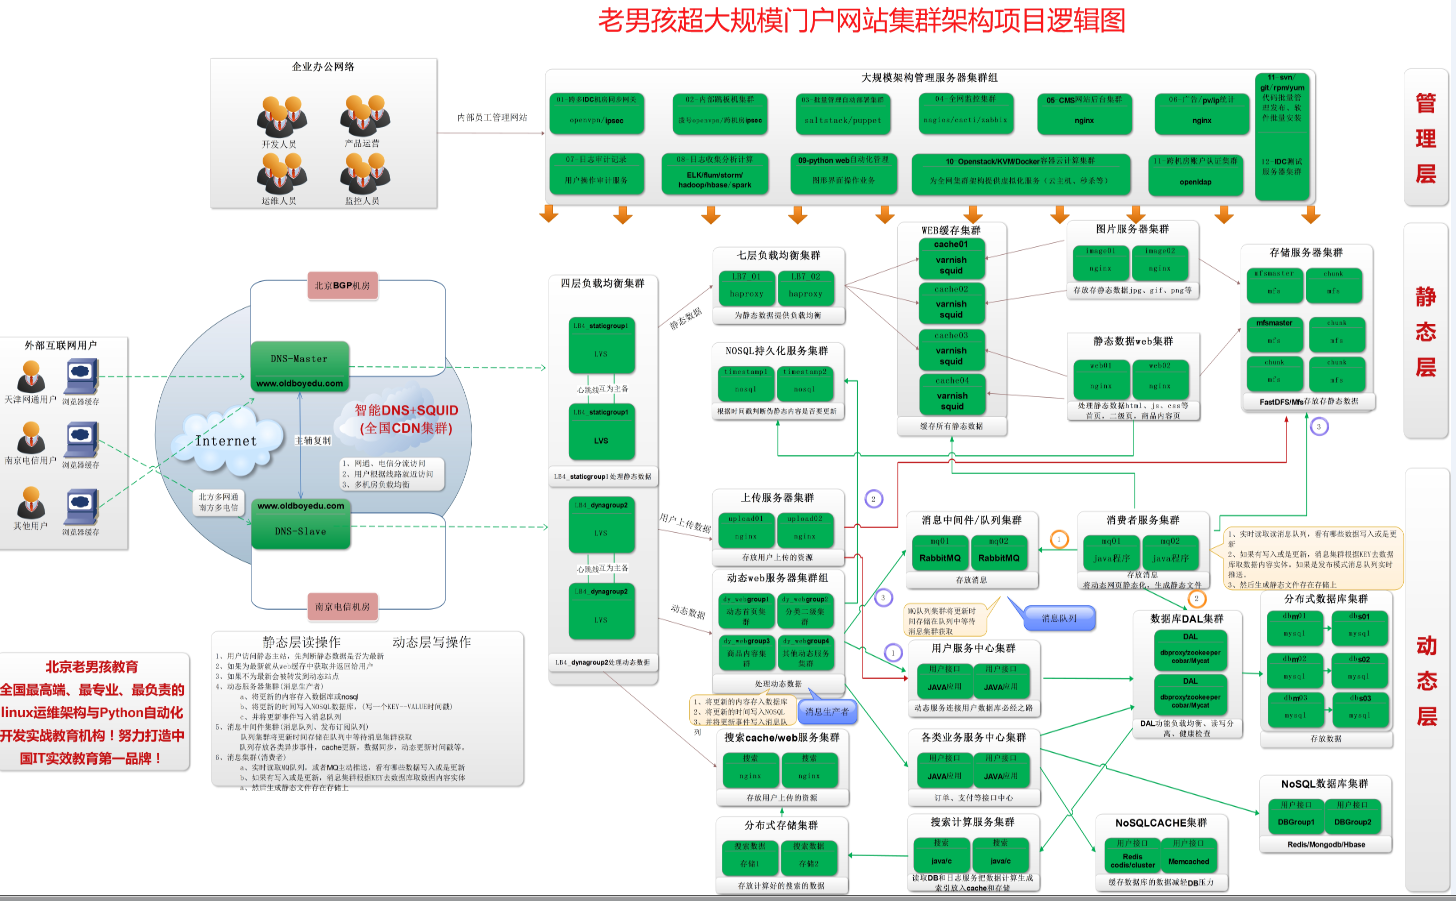 老男孩超大规模门户网站集群架构项目逻辑图
企业办公网络
开发人员
产品运营
运维人员
监控人员
内部员工管理网站
大规模架构管理服务器集群组
01-跨多IDC机房同步网关
openvpn/ipsec
02-内部跳板机集群
拨号openvpn/跨机房ipsec
03-批量管理自动部署集群
saltstack/puppet
04-全网监控集群
nagios/cacti/zabbix
05-CMS网站后台集群
nginx
06-广告/pv/ip统计
nginx
11-svn/
git/rpm/yum
代码批量管
理发布、软
件批量安装
07-日志审计记录
用户操作审计服务
08-日志收集分析计算
ELK/flum/storm/
hadoop/hbase/spark
09-python web自动化管理
图形界面操作业务
10-Openstack/KVM/Docker容器云计算集群
为全网集群架构提供虚拟化服务（云主机、秒杀等）
11-跨机房账户认证集群
openldap
12-IDC测试
服务器集群
管
理
层
静
态
层
动
态
层
外部互联网用户
天津网通用户
浏览器缓存
南京电信用户
浏览器缓存
其他用户
浏览器缓存
北京BGP机房
DNS-Master
www.oldboyedu.com
Internet
主辅复制
智能DNS+SQUID
(全国CDN集群)
1、网通、电信分流访问
2、用户根据线路就近访问
3、多机房负载均衡
北方多网通
南方多电信
www.oldboyedu.com
DNS-Slave
南京电信机房
四层负载均衡集群
LB4_staticgroup1
LVS
心跳线互为主备
LB4_staticgroup1
LVS
LB4_staticgroup1处理静态数据
LB4_dynagroup2
LVS
心跳线互为主备
LB4_dynagroup2
LVS
LB4_dynagroup2处理动态数据
静态数据
用户上传数据
动态数据
七层负载均衡集群
LB7_01
haproxy
LB7_02
haproxy
为静态数据提供负载均衡
NOSQL持久化服务集群
timestamp1
nosql
timestamp2
nosql
根据时间戳判断伪静态内容是否要更新
WEB缓存集群
cache01
varnish
squid
cache02
varnish
squid
cache03
varnish
squid
cache04
varnish
squid
缓存所有静态数据
图片服务器集群
image01
nginx
image02
nginx
存放存静态数据jpg、gif、png等
静态数据web集群
web01
nginx
web02
nginx
处理静态数据html、js、css等
首页、二级页、商品内容页
存储服务器集群
mfsmaster
mfs
chunk
mfs
mfsmaster
mfs
chunk
mfs
chunk
mfs
chunk
mfs
FastDFS/Mfs存放存静态数据
3
上传服务器集群
upload01
nginx
upload02
nginx
存放用户上传的资源
2
动态web服务器集群组
dy_webgroup1
动态首页集
群
dy_webgroup2
分类二级集
群
dy_webgroup3
商品内容集
群
dy_webgroup4
其他动态服务
集群
处理动态数据
3
1
1、将更新的内容存入数据库
2、将更新的时间写入NOSQL
3、并将更新事件写入消息队
列
消息生产者
消息中间件/队列集群
mq01
RabbitMQ
mq02
RabbitMQ
存放消息
1
消费者服务集群
mq01
java程序
mq02
java程序
存放消息
将动态网页静态化，生成静态文件
2
1、实时读取读消息队列，看有哪些数据写入或是更
新
2、如果有写入或是更新，消息集群根据KEY去数据
库取数据内容实体，如果是发布模式消息队列实时
推送。
3、然后生成静态文件存在存储上
MQ队列集群将更新时
间存储在队列中等待
消息集群获取
消息队列
用户服务中心集群
用户接口
JAVA应用
用户接口
JAVA应用
动态服务连接用户数据库必经之路
数据库DAL集群
DAL
dbproxy/zookeeper
cobar/Mycat
DAL
dbproxy/zookeeper
cobar/Mycat
DAL功能负载均衡、读写分
离、健康检查
分布式数据库集群
dbm01
mysql
dbs01
mysql
dbm02
mysql
dbs02
mysql
dbm03
mysql
dbs03
mysql
存放数据
搜索cache/web服务集群
搜索
nginx
搜索
nginx
存放用户上传的资源
各类业务服务中心集群
用户接口
JAVA应用
用户接口
JAVA应用
订单、支付等接口中心
NoSQL数据库集群
用户接口
DBGroup1
用户接口
DBGroup2
Redis/Mongodb/Hbase
分布式存储集群
搜索数据
存储1
搜索数据
存储2
存放计算好的搜索的数据
搜索计算服务集群
搜索
java/c
搜索
java/c
读取DB和日志服务把数据计算生成
索引放入cache和存储
NoSQLCACHE集群
用户接口
Redis
codis/cluster
用户接口
Memcached
缓存数据库的数据减轻DB压力
北京老男孩教育
全国最高端、最专业、最负责的
linux运维架构与Python自动化
开发实战教育机构！努力打造中
国IT实效教育第一品牌！
静态层读操作
动态层写操作
1、用户访问静态主站，先判断静态数据是否为最新
2、如果为最新就从web缓存中获取并返回给用户
3、如果不为最新会被转发到动态站点
4、动态服务器集群(消息生产者)
a、将更新的内容存入数据库或nosql
b、将更新的时间写入NOSQL数据库，（写一个KEY--VALUE时间戳）
c、并将更新事件写入消息队列
5、消息中间件集群(消息队列、发布订阅队列)
队列集群将更新时间存储在队列中等待消息集群获取
队列存放各类异步事件，cache更新，数据同步，动态更新时间戳等。
6、消息集群(消费者)
a、实时读取MQ队列，或者MQ主动推送，看有哪些数据写入或是更新
b、如果有写入或是更新，消息集群根据KEY去数据库取数据内容实体
a、然后生成静态文件存在存储上